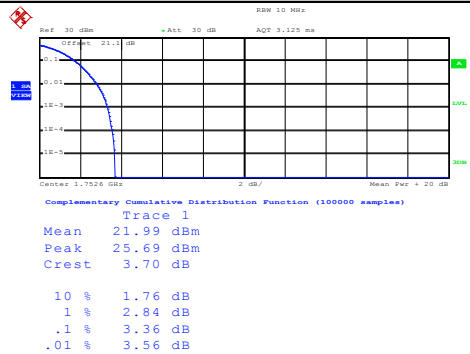 RBW 10 MHz
Ref 30 dBm Att 30 dB AQT 3.125 ms
Offset 21.1 dB
0.1
A
0.01
1 SA
VIEW
1E-3
LVL
1E-4
1E-5
3DB
Center 1.7526 GHz 2 dB/ Mean Pwr + 20 dB
Complementary Cumulative Distribution Function (100000 samples)
Trace 1
Mean 21.99 dBm
Peak 25.69 dBm
Crest 3.70 dB
10 % 1.76 dB
1 % 2.84 dB
.1 % 3.36 dB
.01 % 3.56 dB